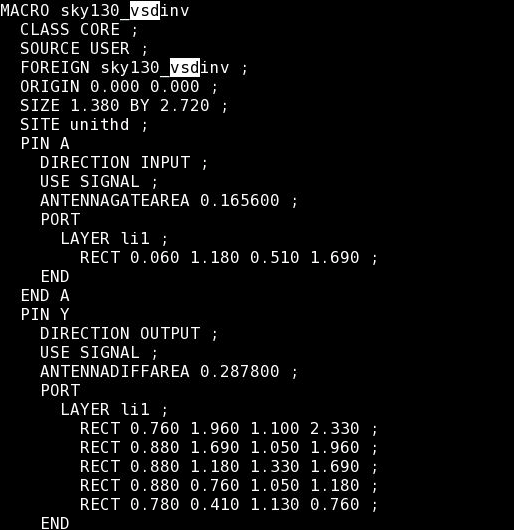 MACRO sky130_vsdinv
CLASS CORE ;
SOURCE USER ;
FOREIGN sky130_vsdinv ;
ORIGIN 0.000 0.000 ;
SIZE 1.380 BY 2.720 ;
SITE unithd ;
PIN A
DIRECTION INPUT ;
USE SIGNAL ;
ANTENNAGATEAREA 0.165600 ;
PORT
LAYER li1 ;
RECT 0.060 1.180 0.510 1.690 ;
END
END A
PIN Y
DIRECTION OUTPUT ;
USE SIGNAL ;
ANTENNADIFFAREA 0.287800 ;
PORT
LAYER li1 ;
RECT 0.760 1.960 1.100 2.330 ;
RECT 0.880 1.690 1.050 1.960 ;
RECT 0.880 1.180 1.330 1.690 ;
RECT 0.880 0.760 1.050 1.180 ;
RECT 0.780 0.410 1.130 0.760 ;
END